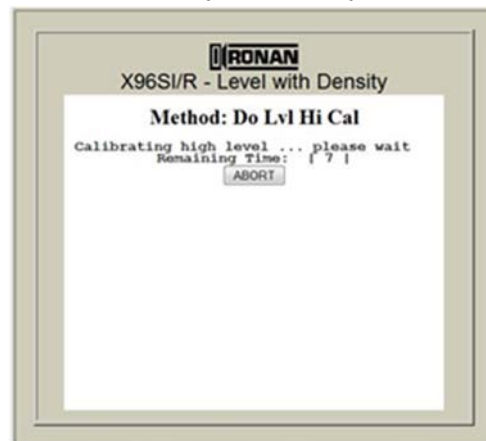 RONAN
X96SI/R - Level with Density
Method: Do Lvl Hi Cal
Calibrating high level ... please wait
Remaining Time: [ 7 ]
ABORT